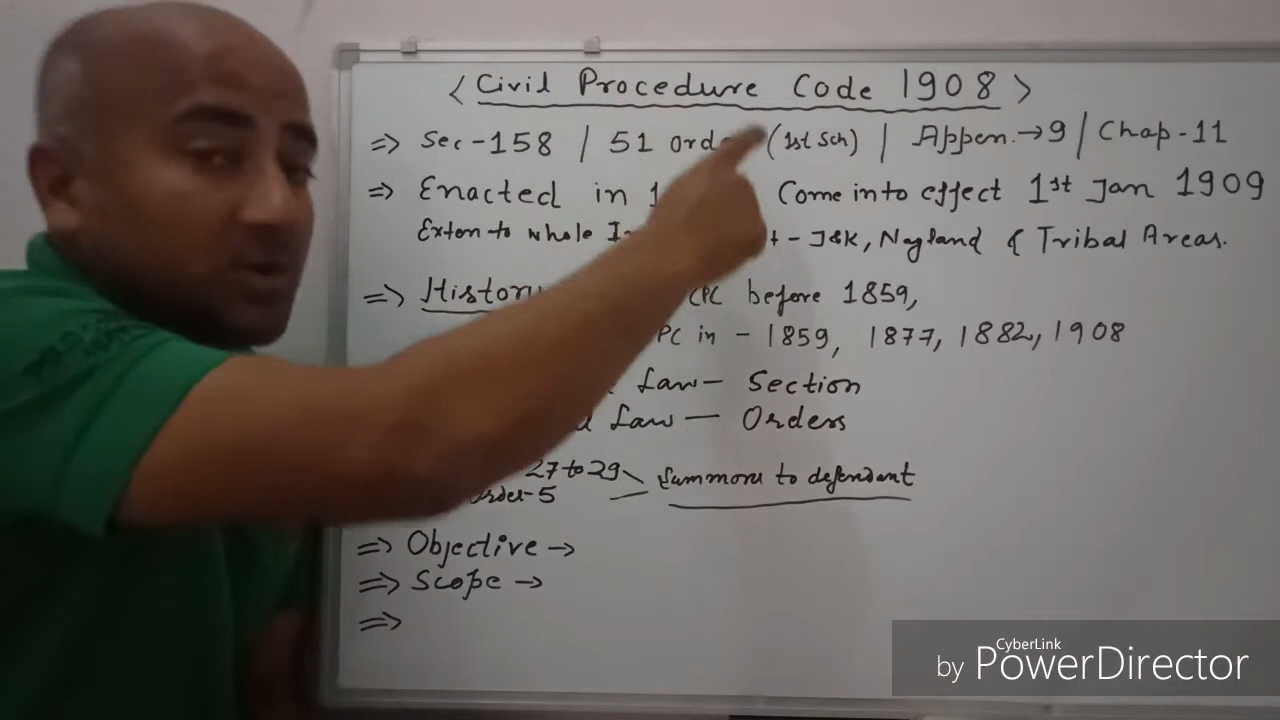 < Civil Procedure Code 1908 >
=> Sec-158 / 51 Orde (1st Sch) | Appen.→9 / Chap-11
=> Enacted in 1 Come into effect 1st Jan 1909
Exten to whole I t - J&K, Nagland & Tribal Areas.
=> History CPC before 1859,
PC in - 1859, 1877, 1882, 1908
Law- Section
Law - Orders
27 to 29 Summons to defendant
order-5
=> Objective →
=> Scope →
=>
CyberLink
by PowerDirector